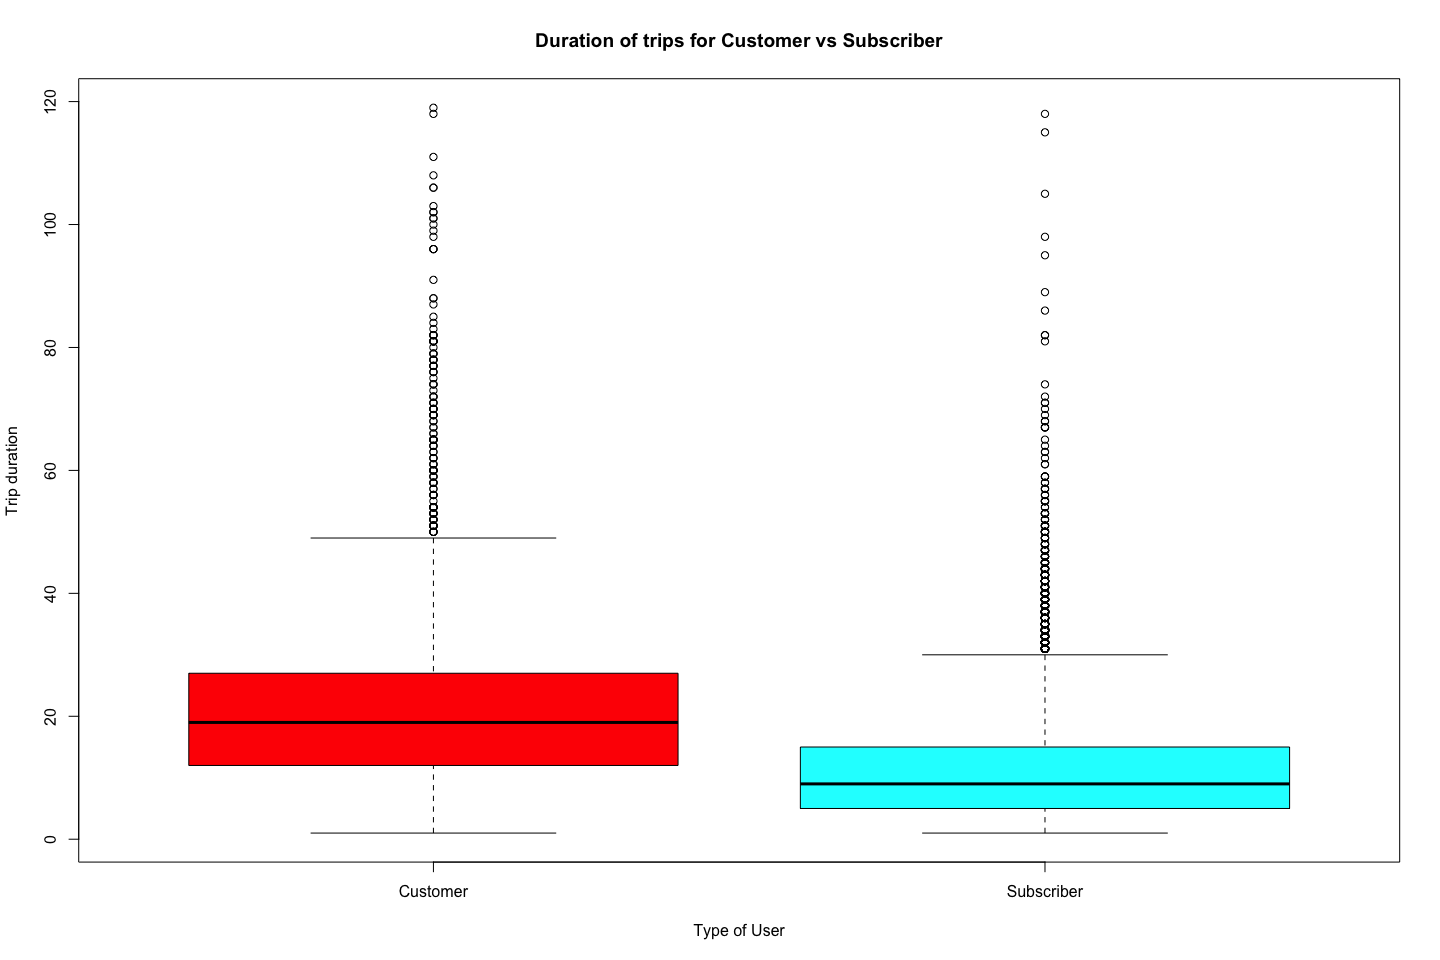 Duration of trips for Customer vs Subscriber
120
100
80
60
40
20
0
Trip duration
Customer
Subscriber
Type of User